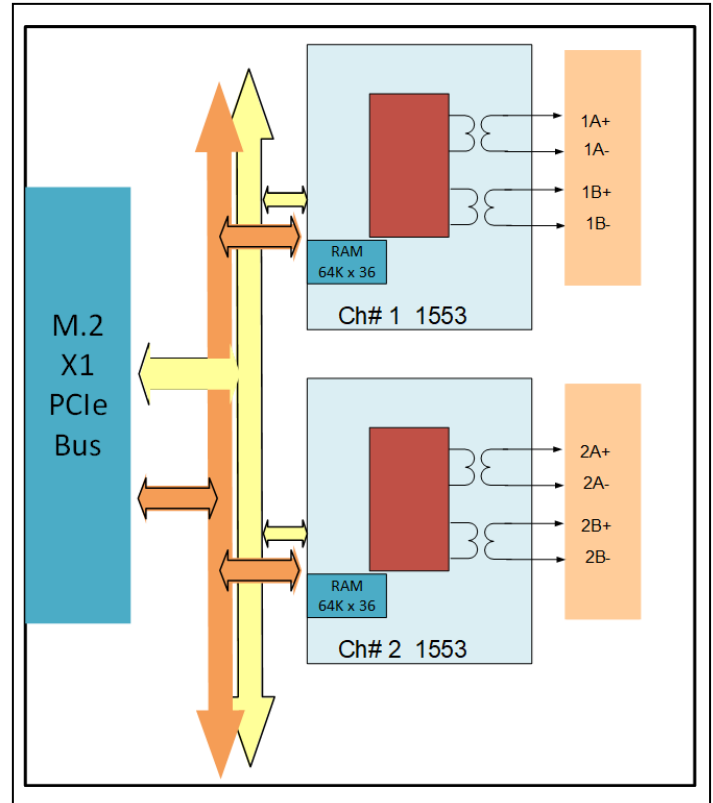 M.2
X1
PCIe
Bus
RAM
64K x 36
Ch# 1 1553
1A+
1A-
1B+
1B-
RAM
64K x 36
Ch# 2 1553
2A+
2A-
2B+
2B-